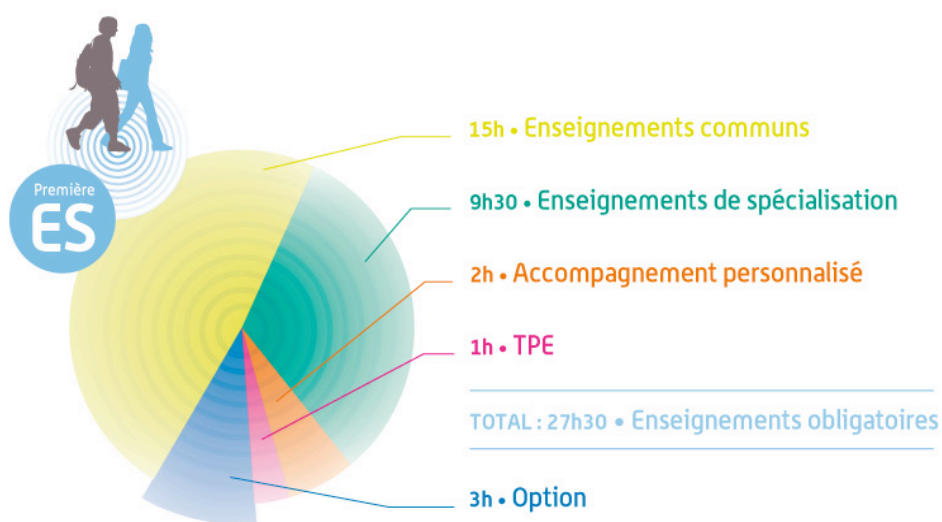 Première
ES
15h • Enseignements communs
9h30 • Enseignements de spécialisation
2h • Accompagnement personnalisé
1h • TPE
TOTAL : 27h30 • Enseignements obligatoires
3h • Option